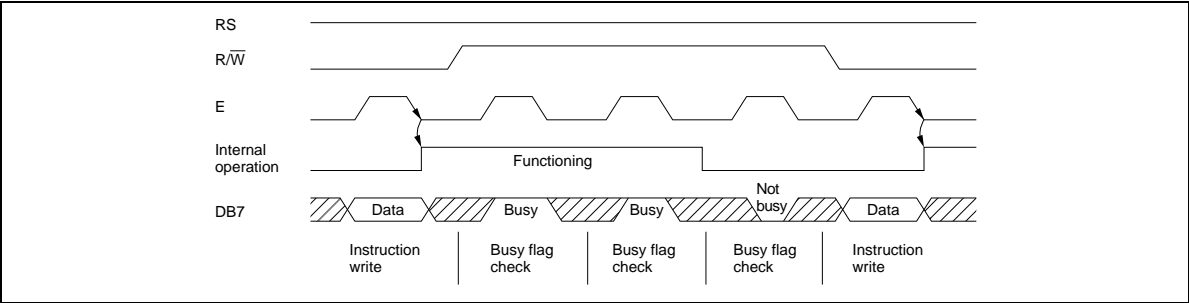 RS
R/W̅
E
Internal
operation
Functioning
DB7
Data
Busy
Busy
Not
busy
Data
Instruction
write
Busy flag
check
Busy flag
check
Busy flag
check
Instruction
write